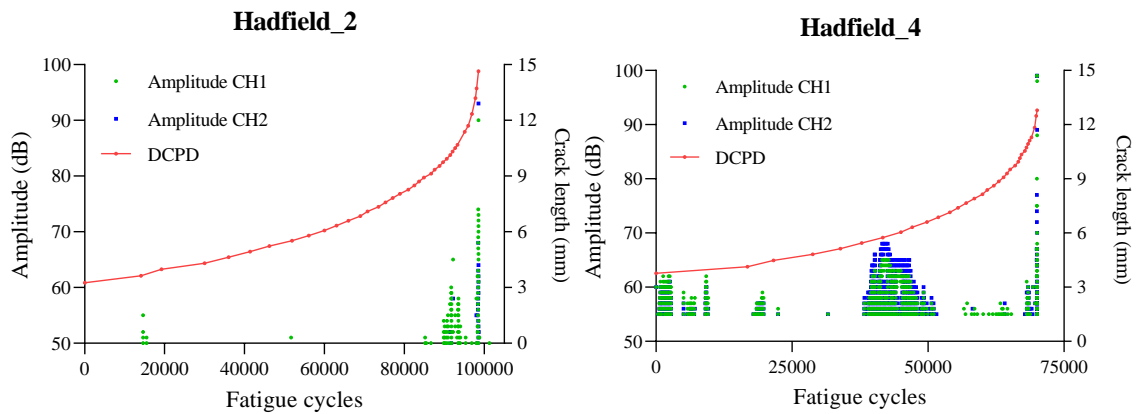 Hadfield_2
Amplitude (dB)
100
90
80
70
60
50
Amplitude CH1
Amplitude CH2
DCPD
15
12
9
6
3
0
Crack length (mm)
0 20000 40000 60000 80000 100000
Fatigue cycles
Hadfield_4
Amplitude (dB)
100
90
80
70
60
50
Amplitude CH1
Amplitude CH2
DCPD
15
12
9
6
3
0
Crack length (mm)
0 25000 50000 75000
Fatigue cycles